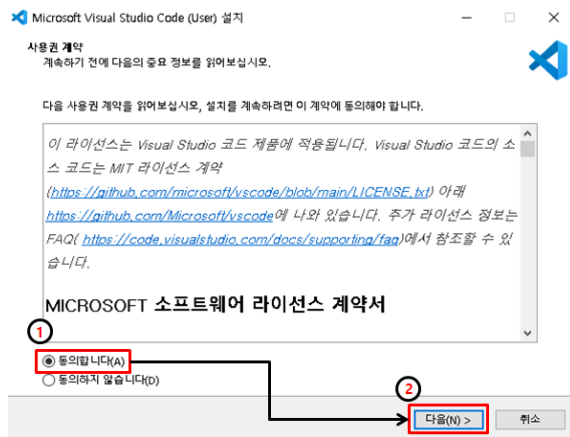 Microsoft Visual Studio Code (User) 설치
사용권 계약
계속하기 전에 다음의 중요 정보를 읽어보십시오.
다음 사용권 계약을 읽어보십시오, 설치를 계속하려면 이 계약에 동의해야 합니다.
이 라이선스는 Visual Studio 코드 제품에 적용됩니다. Visual Studio 코드의 소
스 코드는 MIT 라이선스 계약
(https://github.com/microsoft/vscode/blob/main/LICENSE.txt) 아래
https://github.com/Microsoft/vscode에 나와 있습니다. 추가 라이선스 정보는
FAQ( https://code.visualstudio.com/docs/supporting/faq)에서 참조할 수 있
습니다.
MICROSOFT 소프트웨어 라이선스 계약서
1
동의합니다(A)
동의하지 않습니다(D)
2
다음(N) >
취소